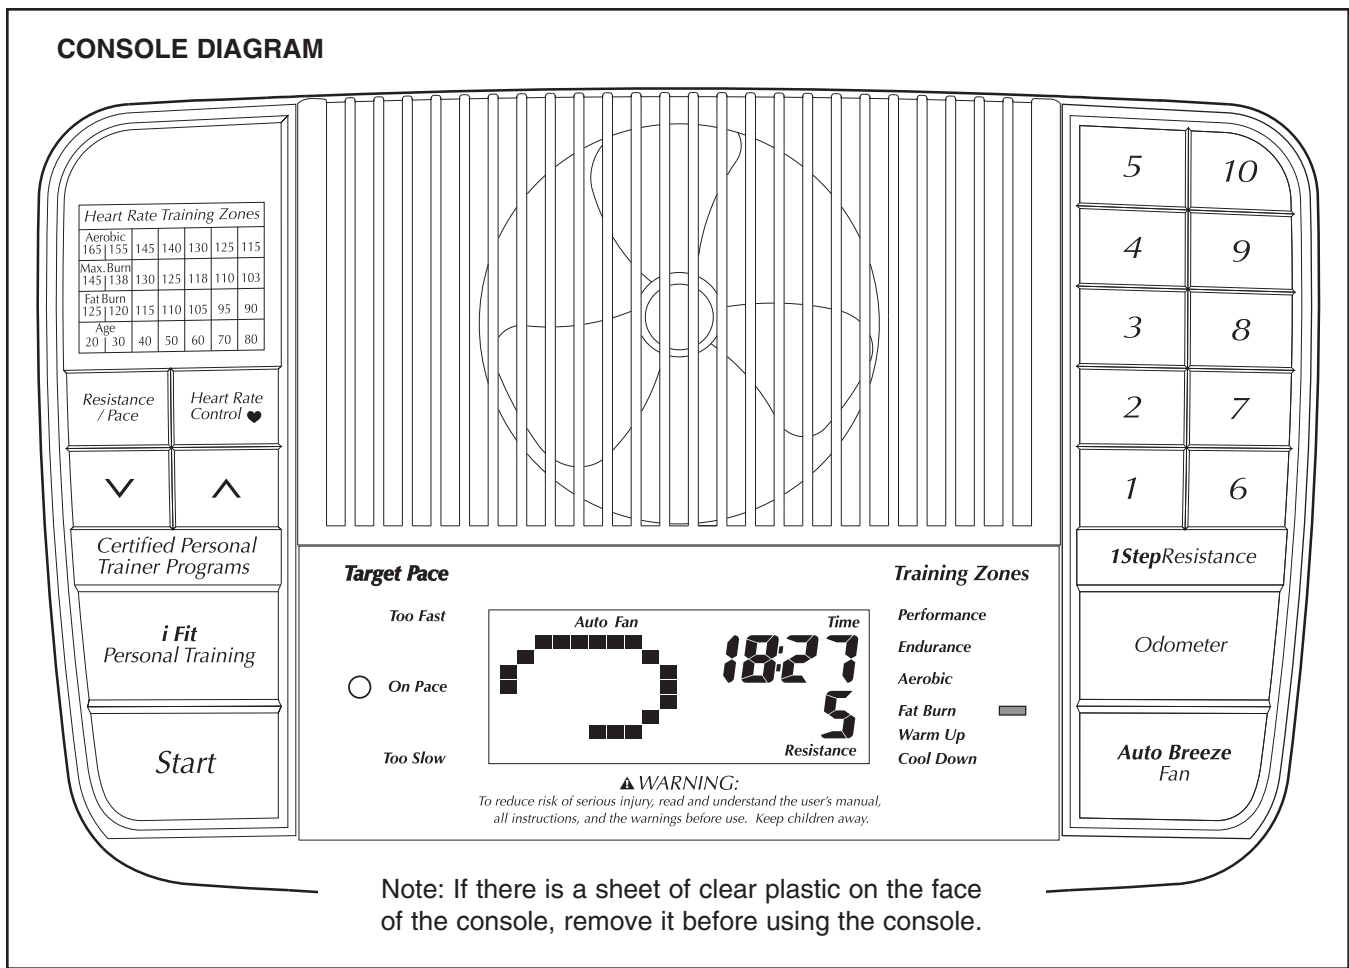 CONSOLE DIAGRAM
Heart Rate Training Zones
Aerobic
165 155 145 140 130 125 115
Max. Burn
145 138 130 125 118 110 103
Fat Burn
125 120 115 110 105 95 90
Age
20 30 40 50 60 70 80
Resistance
/ Pace
Heart Rate
Control ♥
Certified Personal
Trainer Programs
i Fit
Personal Training
Start
Target Pace
Too Fast
On Pace
Too Slow
Auto Fan
Time
18:27
5
Resistance
Training Zones
Performance
Endurance
Aerobic
Fat Burn
Warm Up
Cool Down
⚠ WARNING:
To reduce risk of serious injury, read and understand the user's manual,
all instructions, and the warnings before use. Keep children away.
5 10
4 9
3 8
2 7
1 6
1StepResistance
Odometer
Auto Breeze
Fan
Note: If there is a sheet of clear plastic on the face
of the console, remove it before using the console.